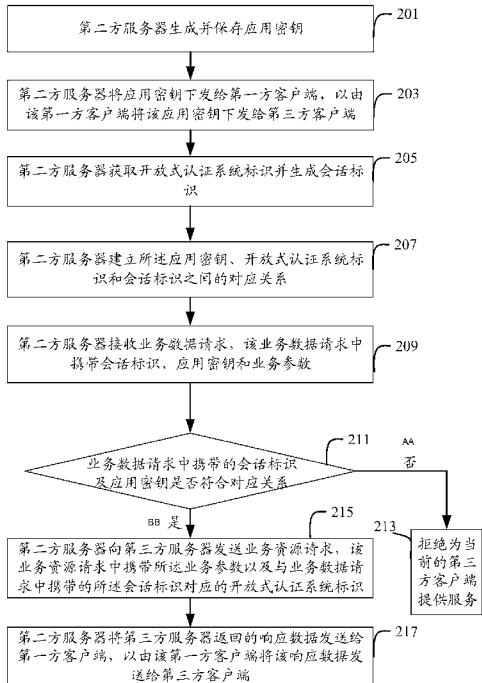 201
第二方服务器生成并保存应用密钥
203
第二方服务器将应用密钥下发给第一方客户端，以由
该第一方客户端将该应用密钥下发给第三方客户端
205
第二方服务器获取开放式认证系统标识并生成会话标
识
207
第二方服务器建立所述应用密钥、开放式认证系统标
识和会话标识之间的对应关系
209
第二方服务器接收业务数据请求，该业务数据请求中
携带会话标识、应用密钥和业务参数
211
业务数据请求中携带的会话标识
及应用密钥是否符合对应关系
AA
否
BB 是
215
第二方服务器向第三方服务器发送业务资源请求，该
业务资源请求中携带所述业务参数以及与业务数据请
求中携带的所述会话标识对应的开放式认证系统标识
213
拒绝为当
前的第三
方客户端
提供服务
217
第二方服务器将第三方服务器返回的响应数据发送给
第一方客户端，以由该第一方客户端将该响应数据发
送给第三方客户端